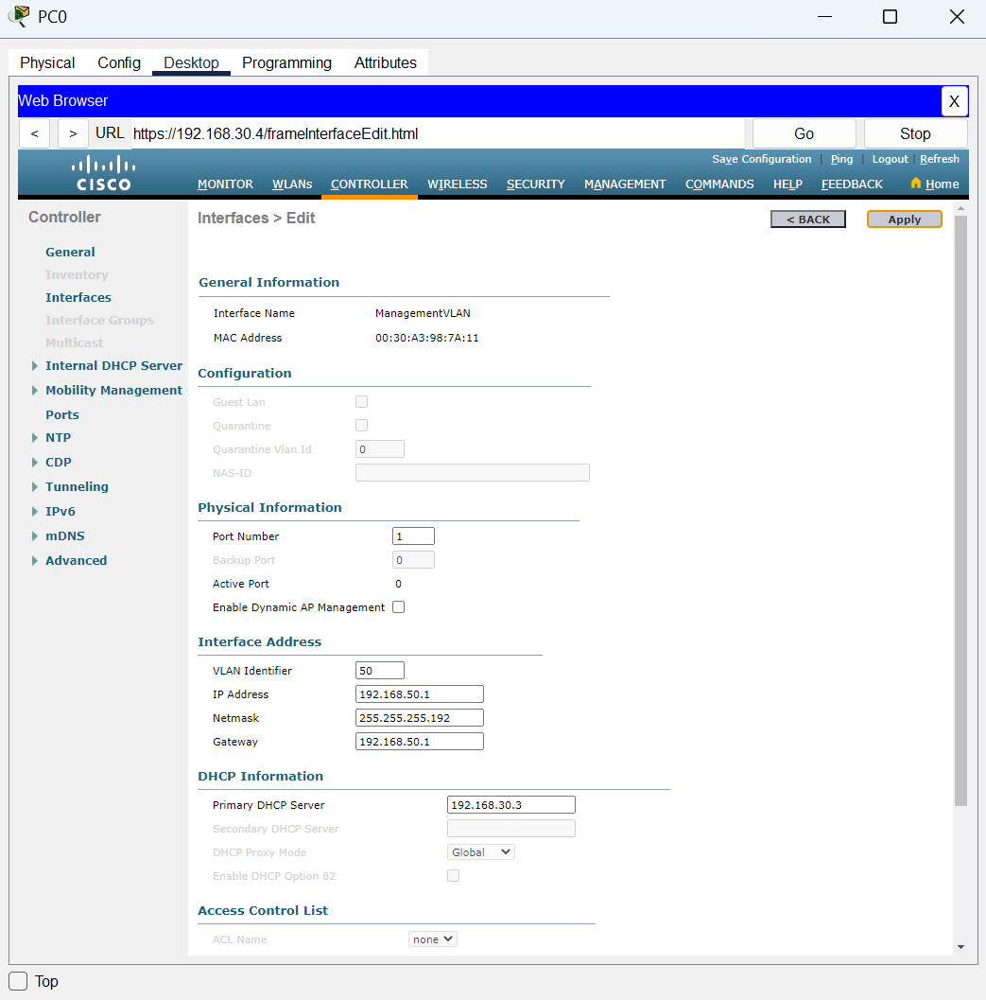 PC0
Physical Config Desktop Programming Attributes
Web Browser X
< > URL https://192.168.30.4/frameInterfaceEdit.html Go Stop
Save Configuration | Ping | Logout | Refresh
CISCO
MONITOR WLANs CONTROLLER WIRELESS SECURITY MANAGEMENT COMMANDS HELP FEEDBACK Home
Controller
General
Inventory
Interfaces
Interface Groups
Multicast
Internal DHCP Server
Mobility Management
Ports
NTP
CDP
Tunneling
IPv6
mDNS
Advanced
Interfaces > Edit
< BACK Apply
General Information
Interface Name ManagementVLAN
MAC Address 00:30:A3:98:7A:11
Configuration
Guest Lan
Quarantine
Quarantine Vlan Id 0
NAS-ID
Physical Information
Port Number 1
Backup Port 0
Active Port 0
Enable Dynamic AP Management
Interface Address
VLAN Identifier 50
IP Address 192.168.50.1
Netmask 255.255.255.192
Gateway 192.168.50.1
DHCP Information
Primary DHCP Server 192.168.30.3
Secondary DHCP Server
DHCP Proxy Mode Global
Enable DHCP Option 82
Access Control List
ACL Name none
Top